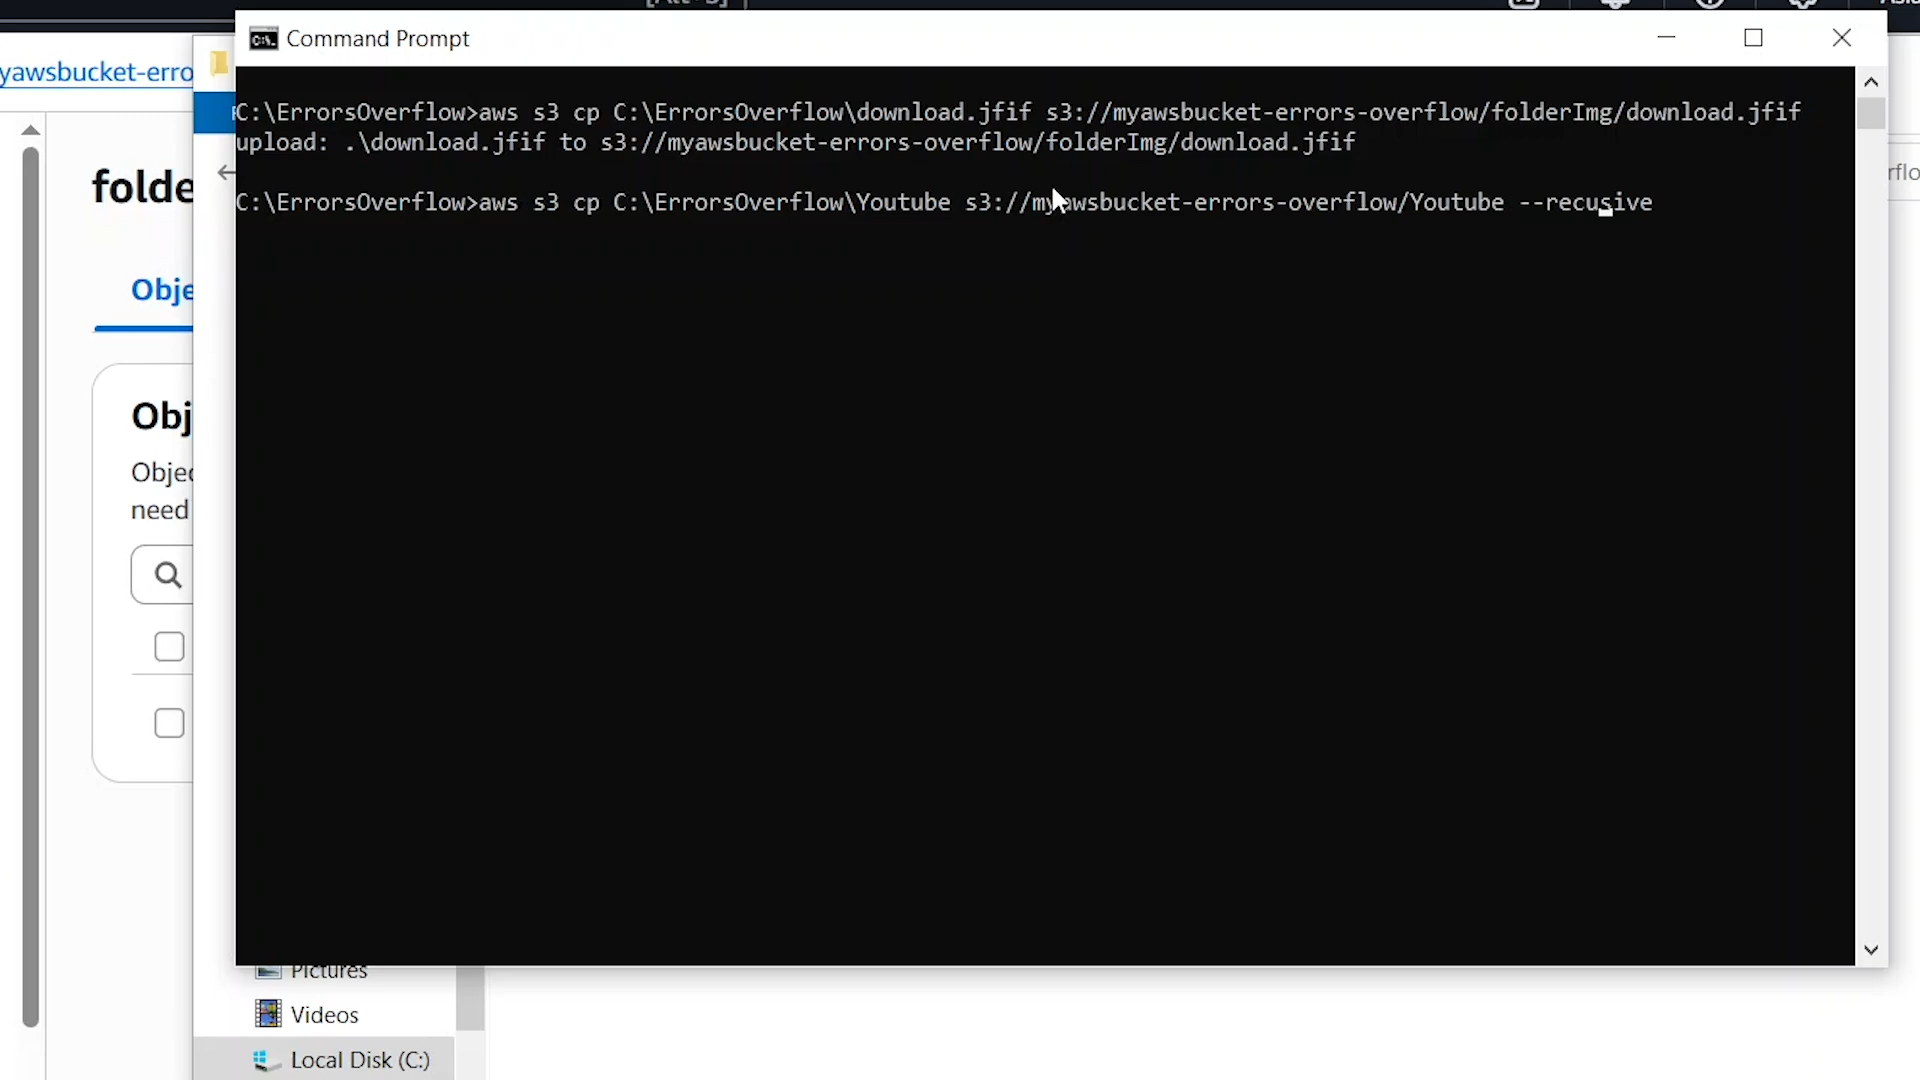 yawsbucket-erro
Command Prompt
C:\ErrorsOverflow>aws s3 cp C:\ErrorsOverflow\download.jfif s3://myawsbucket-errors-overflow/folderImg/download.jfif
upload: .\download.jfif to s3://myawsbucket-errors-overflow/folderImg/download.jfif
C:\ErrorsOverflow>aws s3 cp C:\ErrorsOverflow\Youtube s3://myawsbucket-errors-overflow/Youtube --recusive
rflo
folde
Obje
Obj
Objec
need
Pictures
Videos
Local Disk (C:)